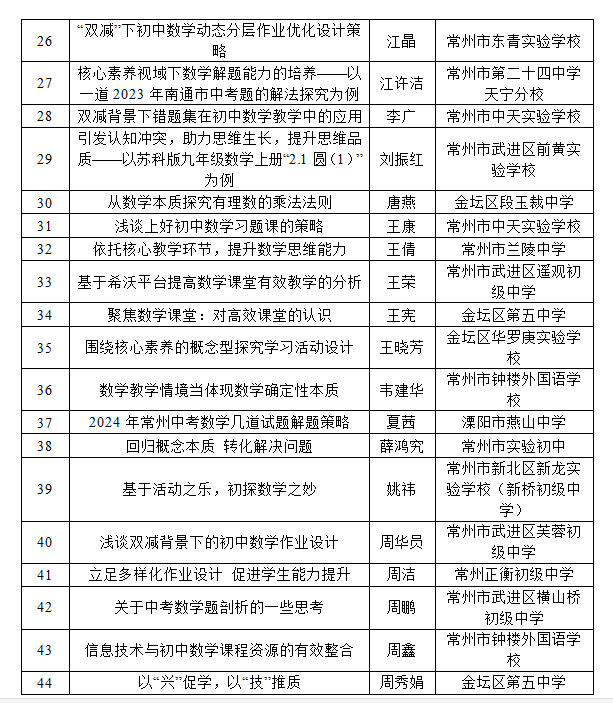 26 “双减”下初中数学动态分层作业优化设计策略 江晶 常州市东青实验学校
27 核心素养视域下数学解题能力的培养——以一道2023年南通市中考题的解法探究为例 江许洁 常州市第二十四中学天宁分校
28 双减背景下错题集在初中数学教学中的应用 李广 常州市中天实验学校
29 引发认知冲突，助力思维生长，提升思维品质——以苏科版九年级数学上册“2.1 圆（1）”为例 刘振红 常州市武进区前黄实验学校
30 从数学本质探究有理数的乘法法则 唐燕 金坛区段玉裁中学
31 浅谈上好初中数学习题课的策略 王康 常州市中天实验学校
32 依托核心教学环节，提升数学思维能力 王倩 常州市兰陵中学
33 基于希沃平台提高数学课堂有效教学的分析 王荣 常州市武进区遥观初级中学
34 聚焦数学课堂：对高效课堂的认识 王宪 金坛区第五中学
35 围绕核心素养的概念型探究学习活动设计 王晓芳 金坛区华罗庚实验学校
36 数学教学情境当体现数学确定性本质 韦建华 常州市钟楼外国语学校
37 2024年常州中考数学几道试题解题策略 夏茜 溧阳市燕山中学
38 回归概念本质 转化解决问题 薛鸿究 常州市实验初中
39 基于活动之乐，初探数学之妙 姚祎 常州市新北区新龙实验学校（新桥初级中学）
40 浅谈双减背景下的初中数学作业设计 周华员 常州市武进区芙蓉初级中学
41 立足多样化作业设计 促进学生能力提升 周洁 常州正衡初级中学
42 关于中考数学题剖析的一些思考 周鹏 常州市武进区横山桥初级中学
43 信息技术与初中数学课程资源的有效整合 周鑫 常州市钟楼外国语学校
44 以“兴”促学，以“技”推质 周秀娟 金坛区第五中学